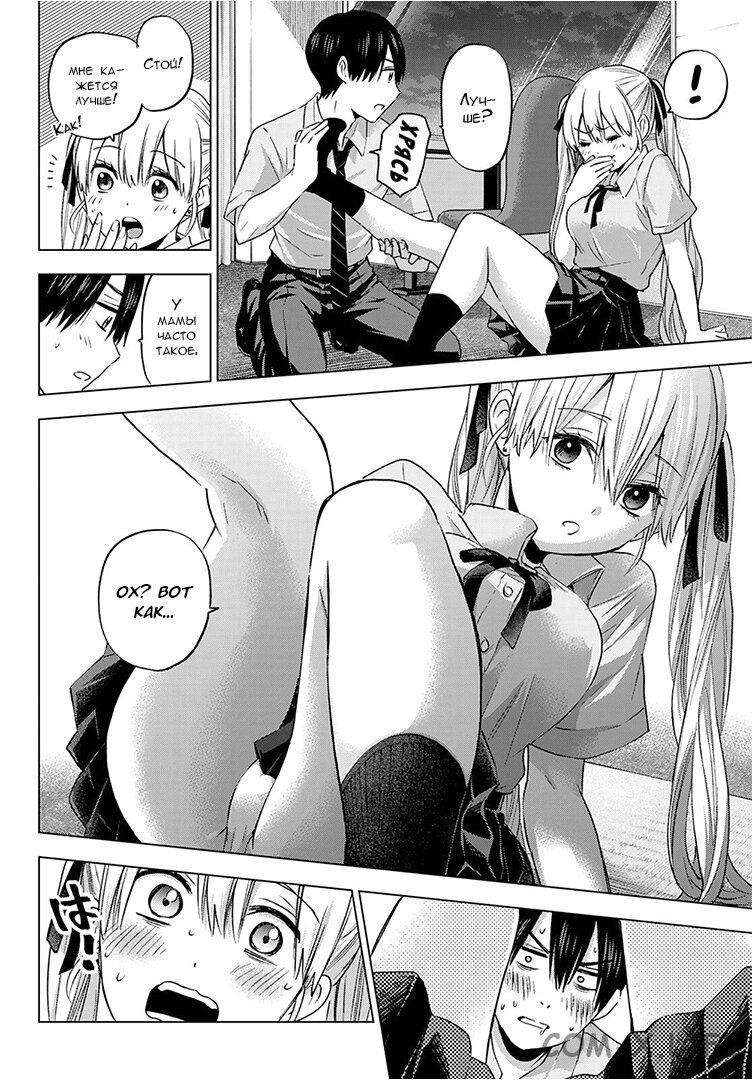 !
Луч-
ше?
ХРЯСЬ
Стой!
мне ка-
жется
лучше!
Как!
У
мамы
часто
такое.
Ох? Вот
как...
は!